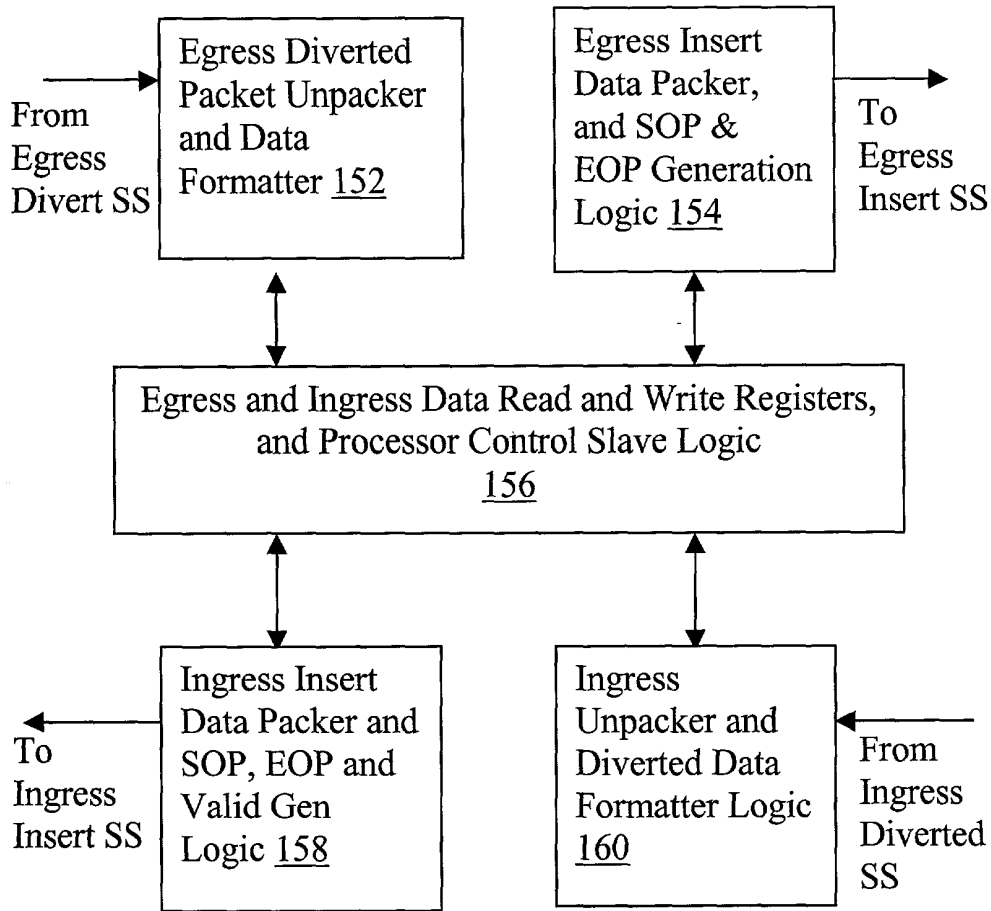 From
Egress
Divert SS
Egress Diverted
Packet Unpacker
and Data
Formatter 152
Egress Insert
Data Packer,
and SOP &
EOP Generation
Logic 154
To
Egress
Insert SS
Egress and Ingress Data Read and Write Registers,
and Processor Control Slave Logic
156
To
Ingress
Insert SS
Ingress Insert
Data Packer and
SOP, EOP and
Valid Gen
Logic 158
Ingress
Unpacker and
Diverted Data
Formatter Logic
160
From
Ingress
Diverted
SS